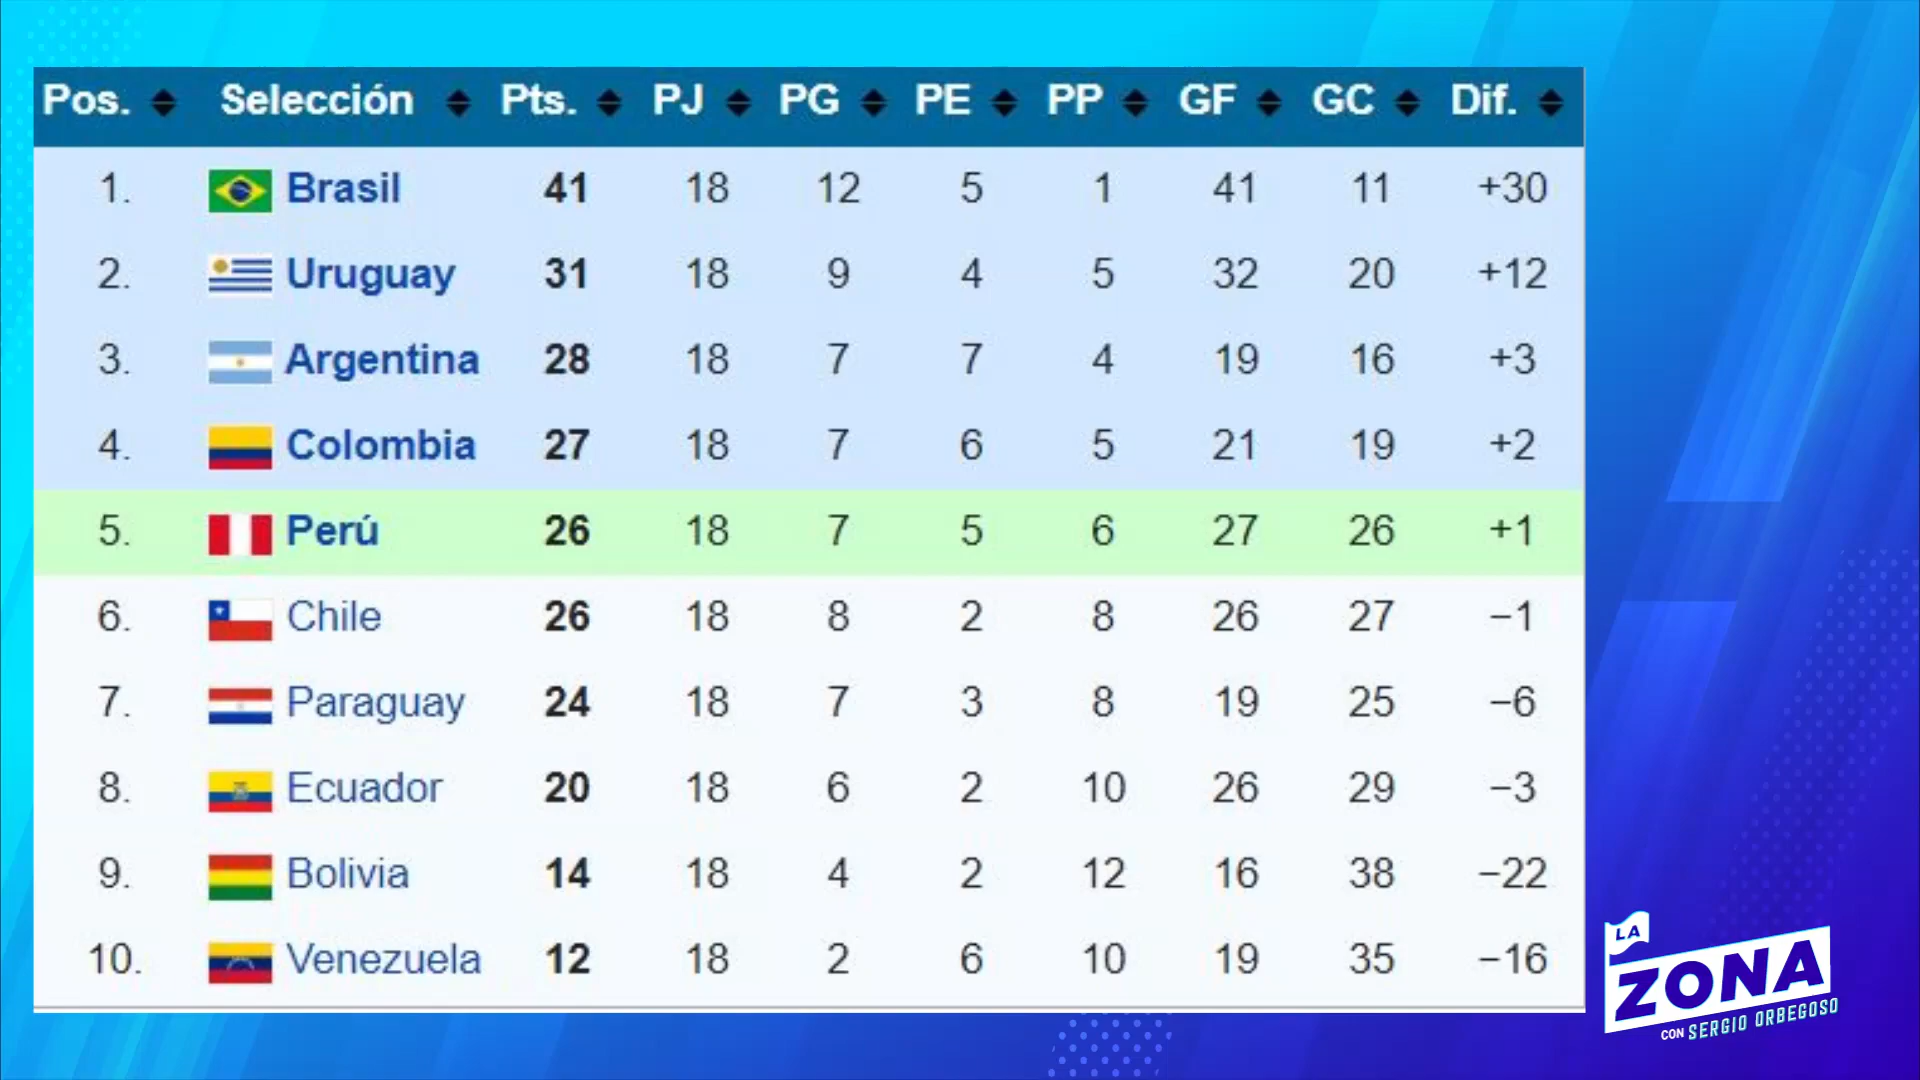 Pos. Selección Pts. PJ PG PE PP GF GC Dif.
1. Brasil 41 18 12 5 1 41 11 +30
2. Uruguay 31 18 9 4 5 32 20 +12
3. Argentina 28 18 7 7 4 19 16 +3
4. Colombia 27 18 7 6 5 21 19 +2
5. Perú 26 18 7 5 6 27 26 +1
6. Chile 26 18 8 2 8 26 27 −1
7. Paraguay 24 18 7 3 8 19 25 −6
8. Ecuador 20 18 6 2 10 26 29 −3
9. Bolivia 14 18 4 2 12 16 38 −22
10. Venezuela 12 18 2 6 10 19 35 −16
LA
ZONA
CON SERGIO ORBEGOSO